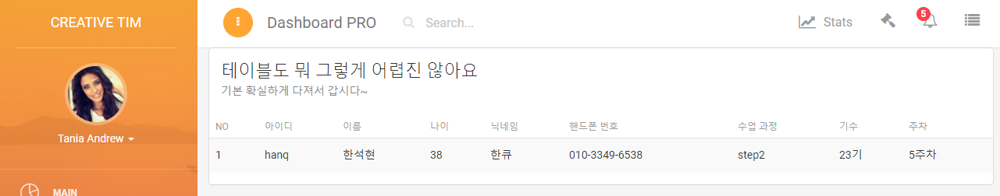 CREATIVE TIM
Dashboard PRO
Search...
Stats
5
Tania Andrew
MAIN
테이블도 뭐 그렇게 어렵진 않아요
기본 확실하게 다져서 갑시다~
NO 아이디 이름 나이 닉네임 핸드폰 번호 수업 과정 기수 주차
1 hanq 한석현 38 한큐 010-3349-6538 step2 23기 5주차